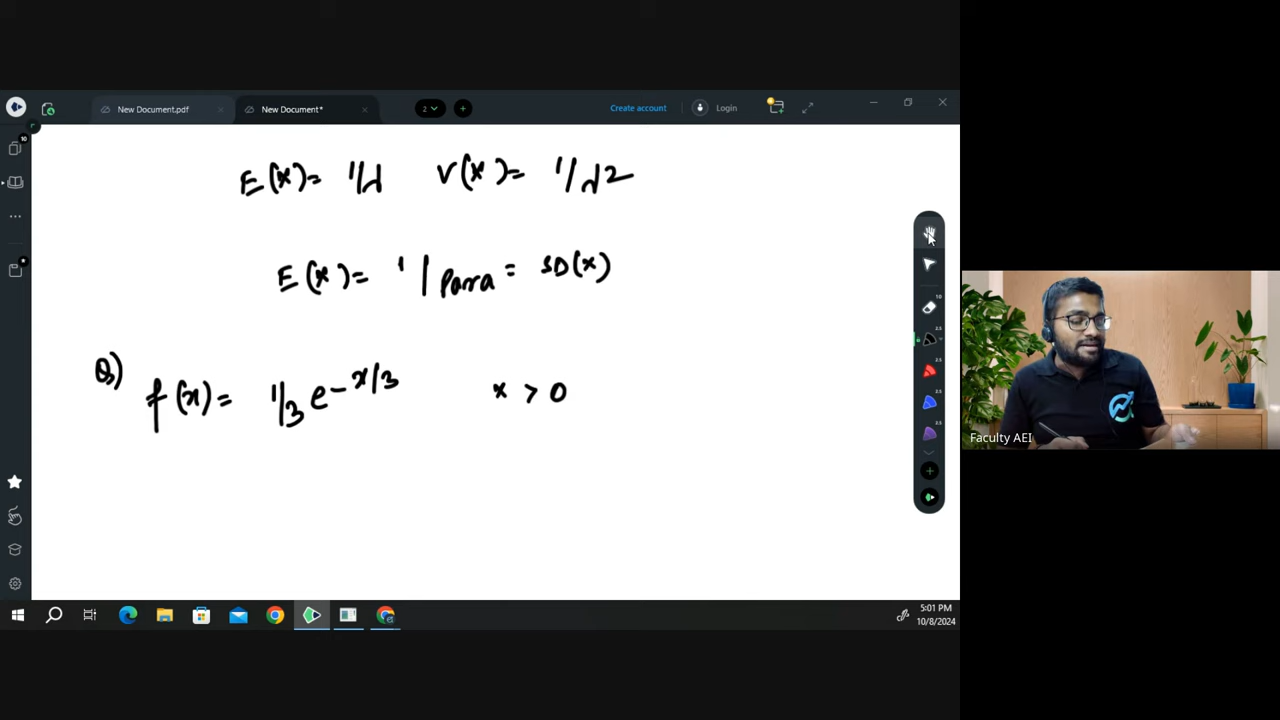 New Document.pdf
New Document*
2
Create account
Login
E(x)= 1/λ V(x)= 1/λ2
E(x)= 1/Para = SD(x)
Q) f(x)= 1/3 e-x/3 x > 0
Faculty AEI
5:01 PM
10/8/2024